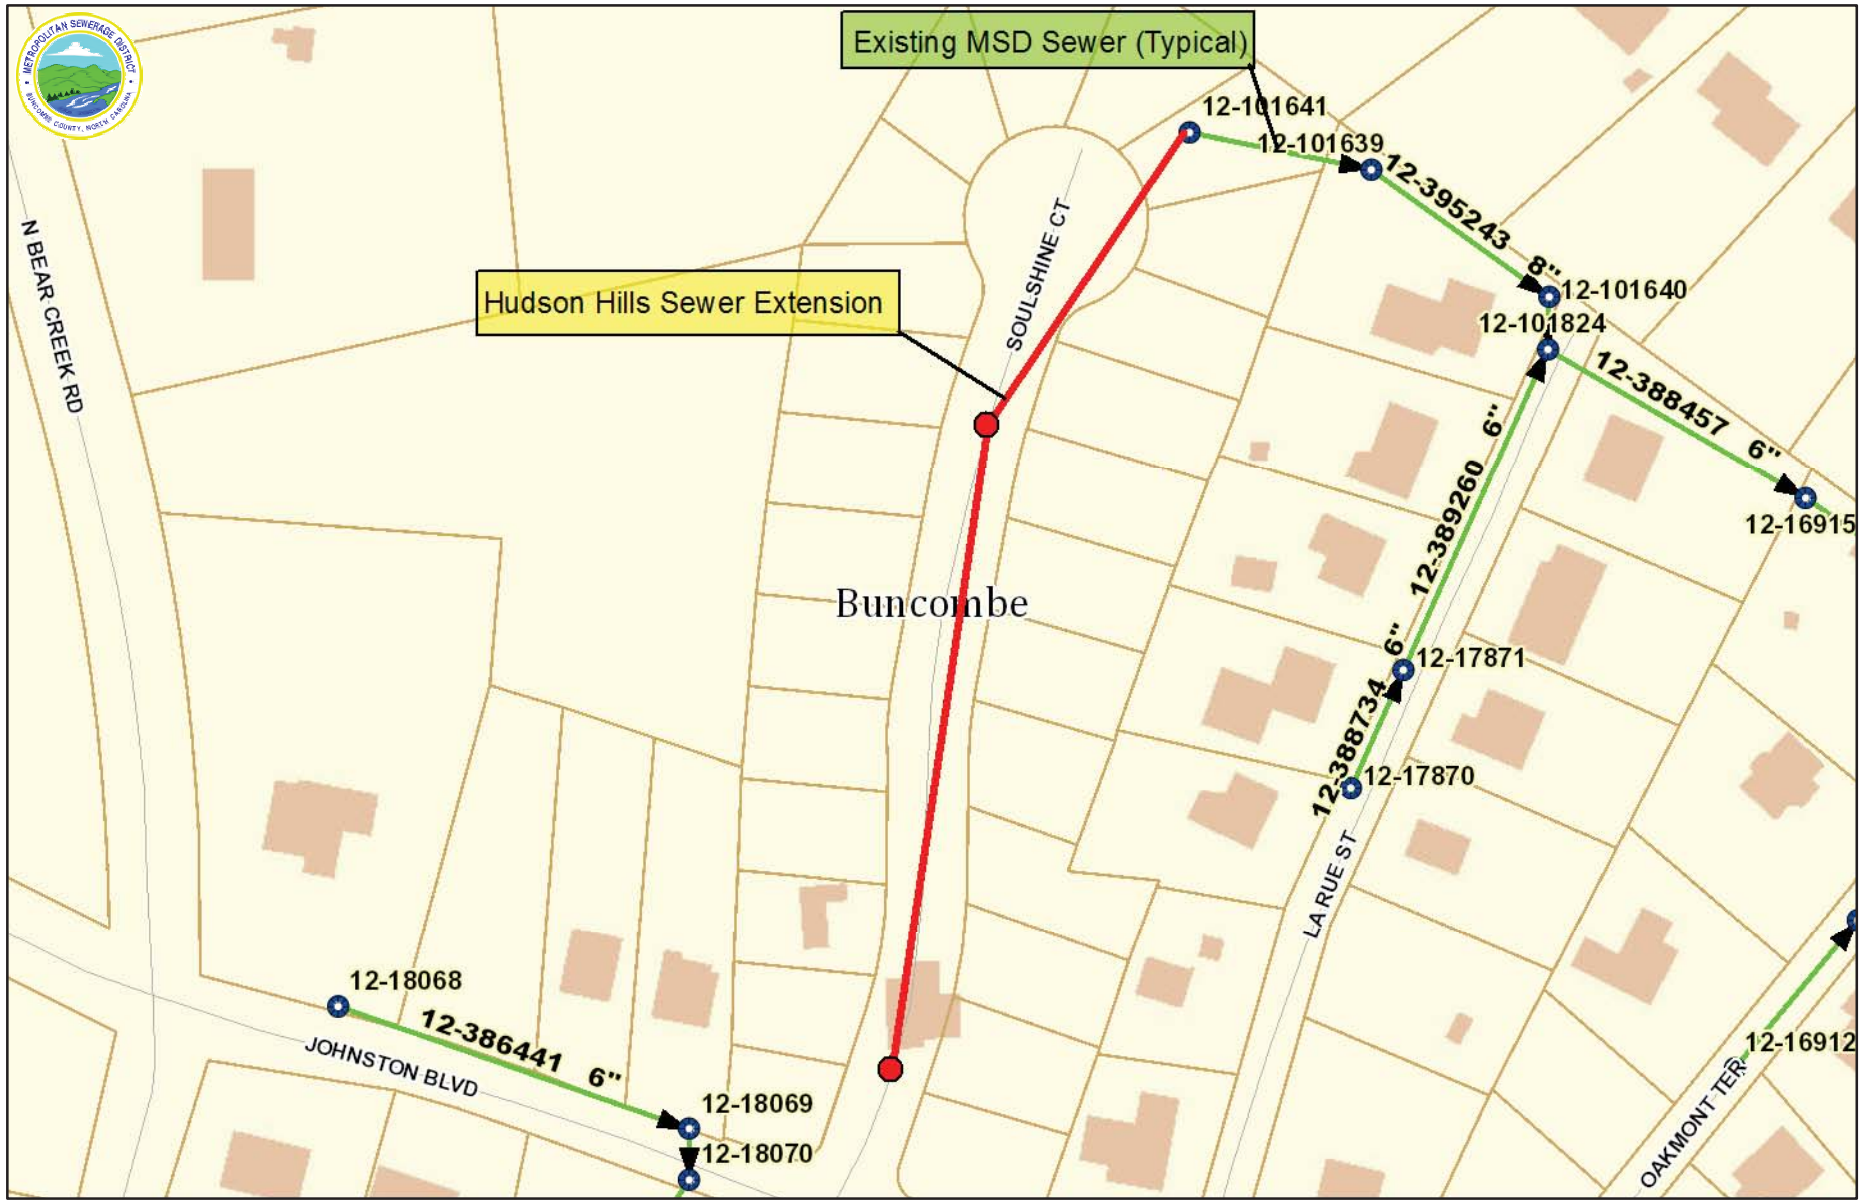 METROPOLITAN SEWERAGE DISTRICT
BUNCOMBE COUNTY, NORTH CAROLINA
Existing MSD Sewer (Typical)
12-101641
12-101639
12-395243 8"
12-101640
12-101824
12-388457 6"
12-16915
SOULSHINE CT
N BEAR CREEK RD
Hudson Hills Sewer Extension
12-389260 6"
Buncombe
12-17871
12-388734 6"
12-17870
LA RUE ST
12-18068
12-386441 6"
JOHNSTON BLVD
12-18069
12-18070
12-16912
OAKMONT TER